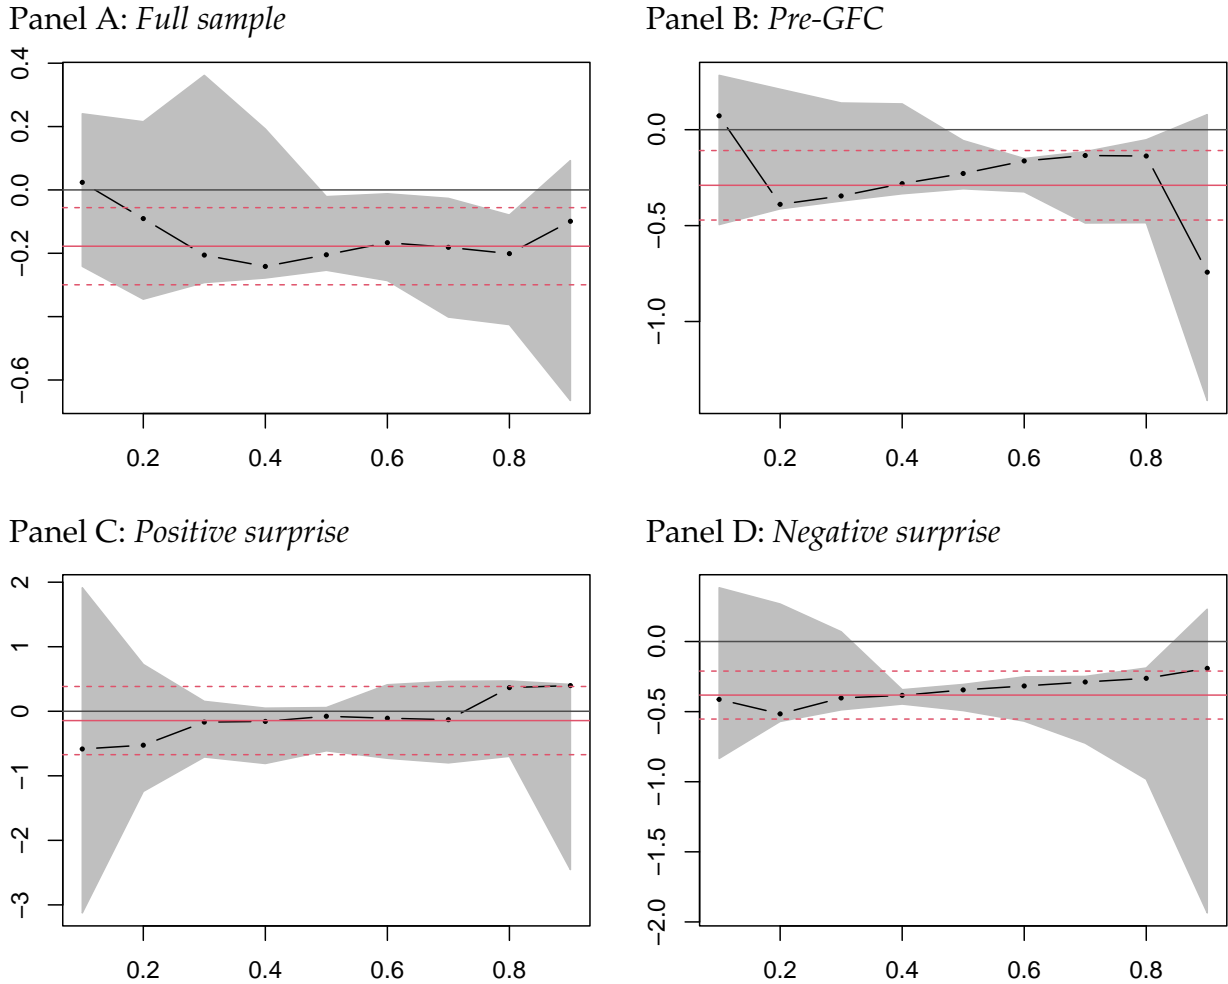 Panel A: Full sample
0.4
0.2
0.0
−0.2
−0.6
0.2 0.4 0.6 0.8
Panel B: Pre-GFC
0.0
−0.5
−1.0
0.2 0.4 0.6 0.8
Panel C: Positive surprise
2
1
0
−1
−2
−3
0.2 0.4 0.6 0.8
Panel D: Negative surprise
0.0
−0.5
−1.0
−1.5
−2.0
0.2 0.4 0.6 0.8